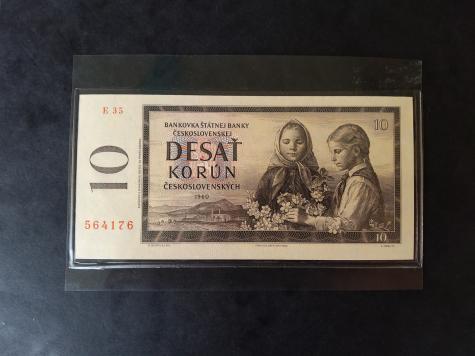 E 35
BANKOVKA ŠTÁTNEJ BANKY
ČESKOSLOVENSKEJ
DESAŤ
KORÚN
ČESKOSLOVENSKÝCH
1960
10
564176
10
10